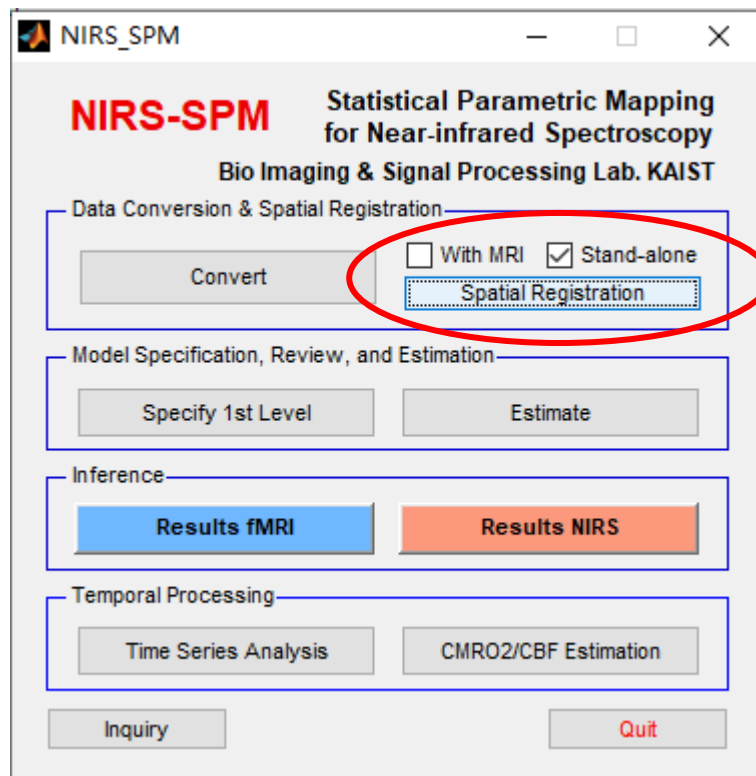 NIRS_SPM
NIRS-SPM
Statistical Parametric Mapping
for Near-infrared Spectroscopy
Bio Imaging & Signal Processing Lab. KAIST
Data Conversion & Spatial Registration
Convert
With MRI Stand-alone
Spatial Registration
Model Specification, Review, and Estimation
Specify 1st Level Estimate
Inference
Results fMRI Results NIRS
Temporal Processing
Time Series Analysis CMRO2/CBF Estimation
Inquiry Quit